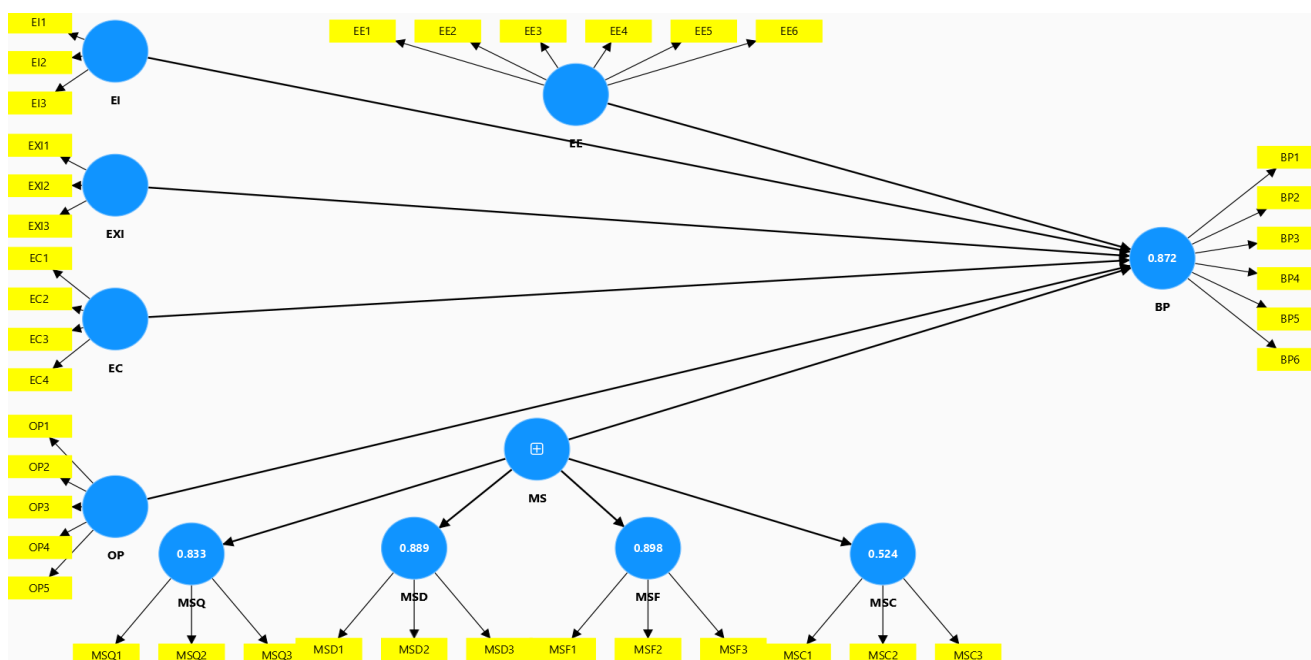 EI1
EI2
EI3
EI
EE1
EE2
EE3
EE4
EE5
EE6
EE
EXI1
EXI2
EXI3
EXI
EC1
EC2
EC3
EC4
EC
BP1
BP2
BP3
BP4
BP5
BP6
0.872
BP
OP1
OP2
OP3
OP4
OP5
OP
MS
0.833
MSQ
0.889
MSD
0.898
MSF
0.524
MSC
MSQ1
MSQ2
MSQ3
MSD1
MSD2
MSD3
MSF1
MSF2
MSF3
MSC1
MSC2
MSC3